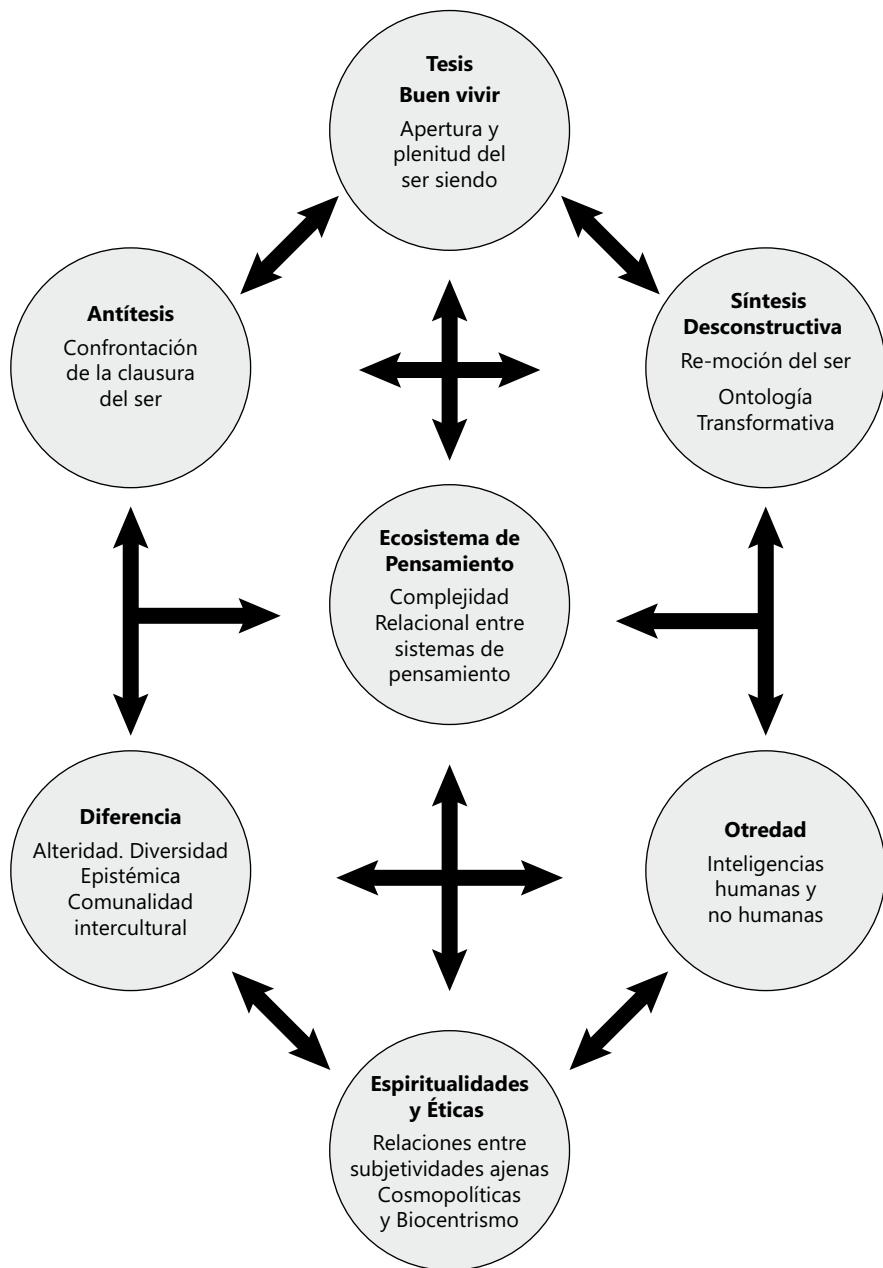 Tesis
Buen vivir
Apertura y
plenitud del
ser siendo
Antítesis
Confrontación
de la clausura
del ser
Síntesis
Desconstructiva
Re-moción del ser
Ontología
Transformativa
Ecosistema de
Pensamiento
Complejidad
Relacional entre
sistemas de
pensamiento
Diferencia
Alteridad. Diversidad
Epistémica
Comunalidad
intercultural
Otredad
Inteligencias
humanas y
no humanas
Espiritualidades
y Éticas
Relaciones entre
subjetividades ajenas
Cosmopolíticas
y Biocentrismo